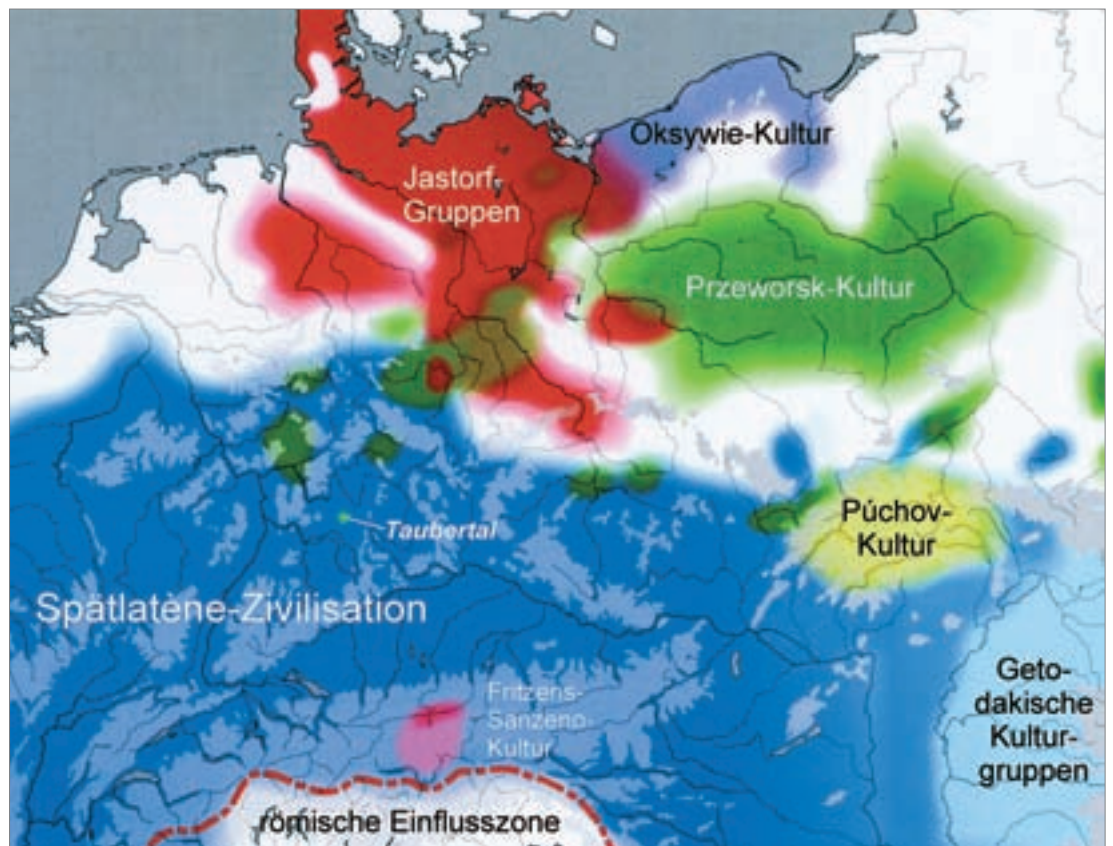 Oksywie-Kultur
Jastorf-
Gruppen
Przeworsk-Kultur
Púchov-
Kultur
Taubertal
Spätlatène-Zivilisation
Geto-
dakische
Kultur-
gruppen
Fritzens-
Sanzeno-
Kultur
römische Einflusszone